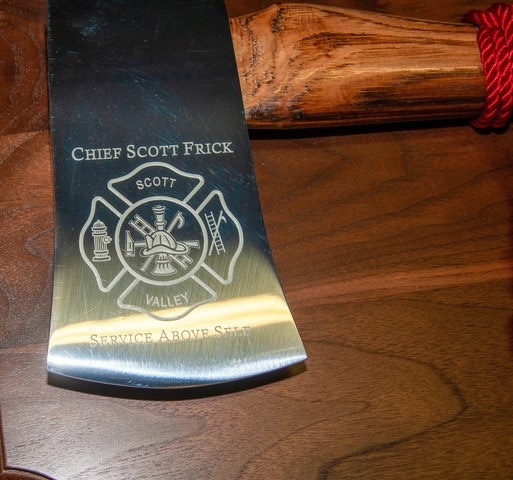 CHIEF SCOTT FRICK
SCOTT
VALLEY
SERVICE ABOVE SELF